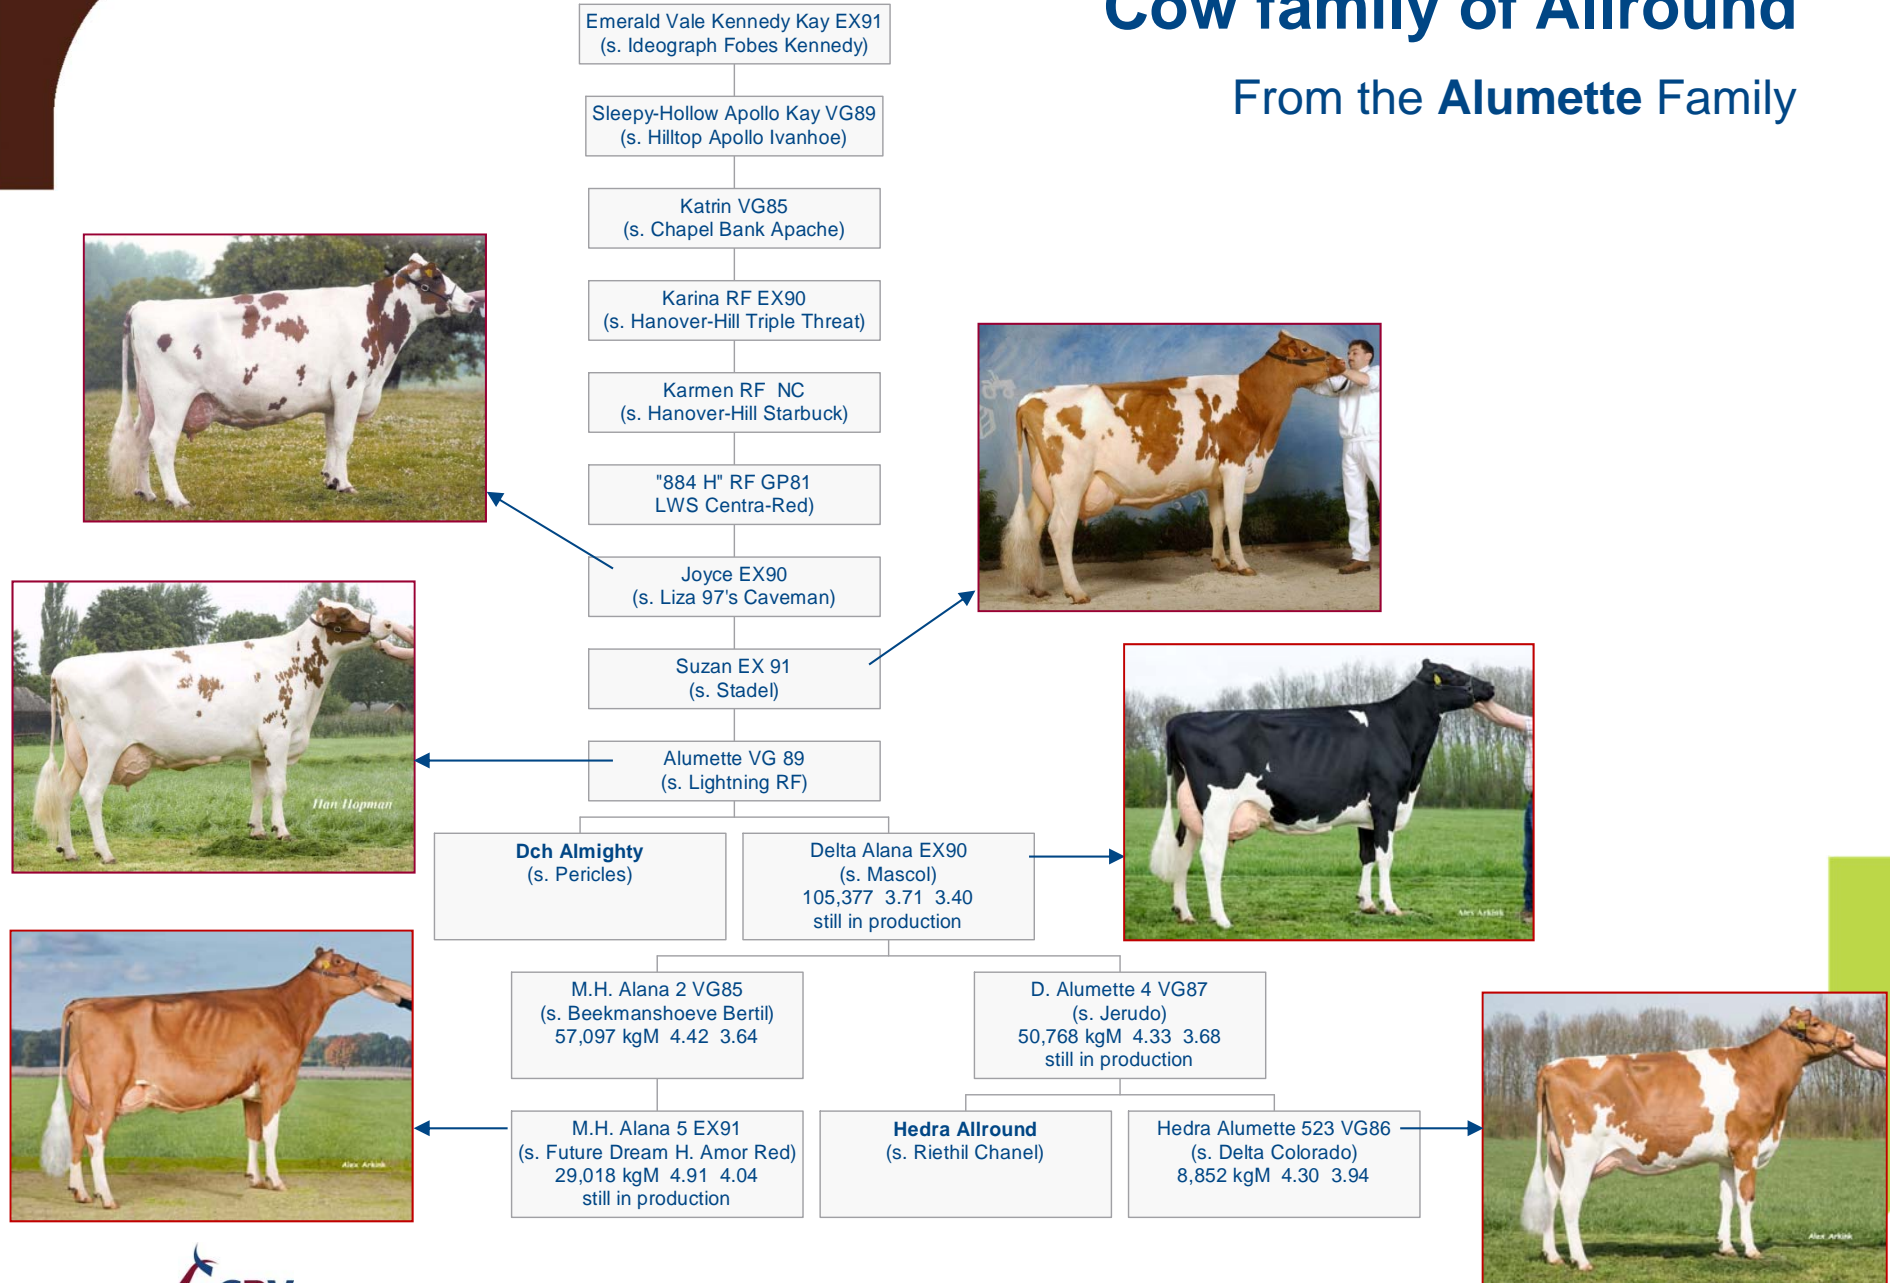 Cow family of Allround
From the Alumette Family
Emerald Vale Kennedy Kay EX91
(s. Ideograph Fobes Kennedy)
Sleepy-Hollow Apollo Kay VG89
(s. Hilltop Apollo Ivanhoe)
Katrin VG85
(s. Chapel Bank Apache)
Karina RF EX90
(s. Hanover-Hill Triple Threat)
Karmen RF  NC
(s. Hanover-Hill Starbuck)
"884 H" RF GP81
LWS Centra-Red)
Joyce EX90
(s. Liza 97's Caveman)
Suzan EX 91
(s. Stadel)
Alumette VG 89
(s. Lightning RF)
Han Hopman
Dch Almighty
(s. Pericles)
Delta Alana EX90
(s. Mascol)
105,377  3.71  3.40
still in production
Alex Arkink
M.H. Alana 2 VG85
(s. Beekmanshoeve Bertil)
57,097 kgM  4.42  3.64
D. Alumette 4 VG87
(s. Jerudo)
50,768 kgM  4.33  3.68
still in production
M.H. Alana 5 EX91
(s. Future Dream H. Amor Red)
29,018 kgM  4.91  4.04
still in production
Hedra Allround
(s. Riethil Chanel)
Hedra Alumette 523 VG86
(s. Delta Colorado)
8,852 kgM  4.30  3.94
Alex Arkink
Alex Arkink
CRV